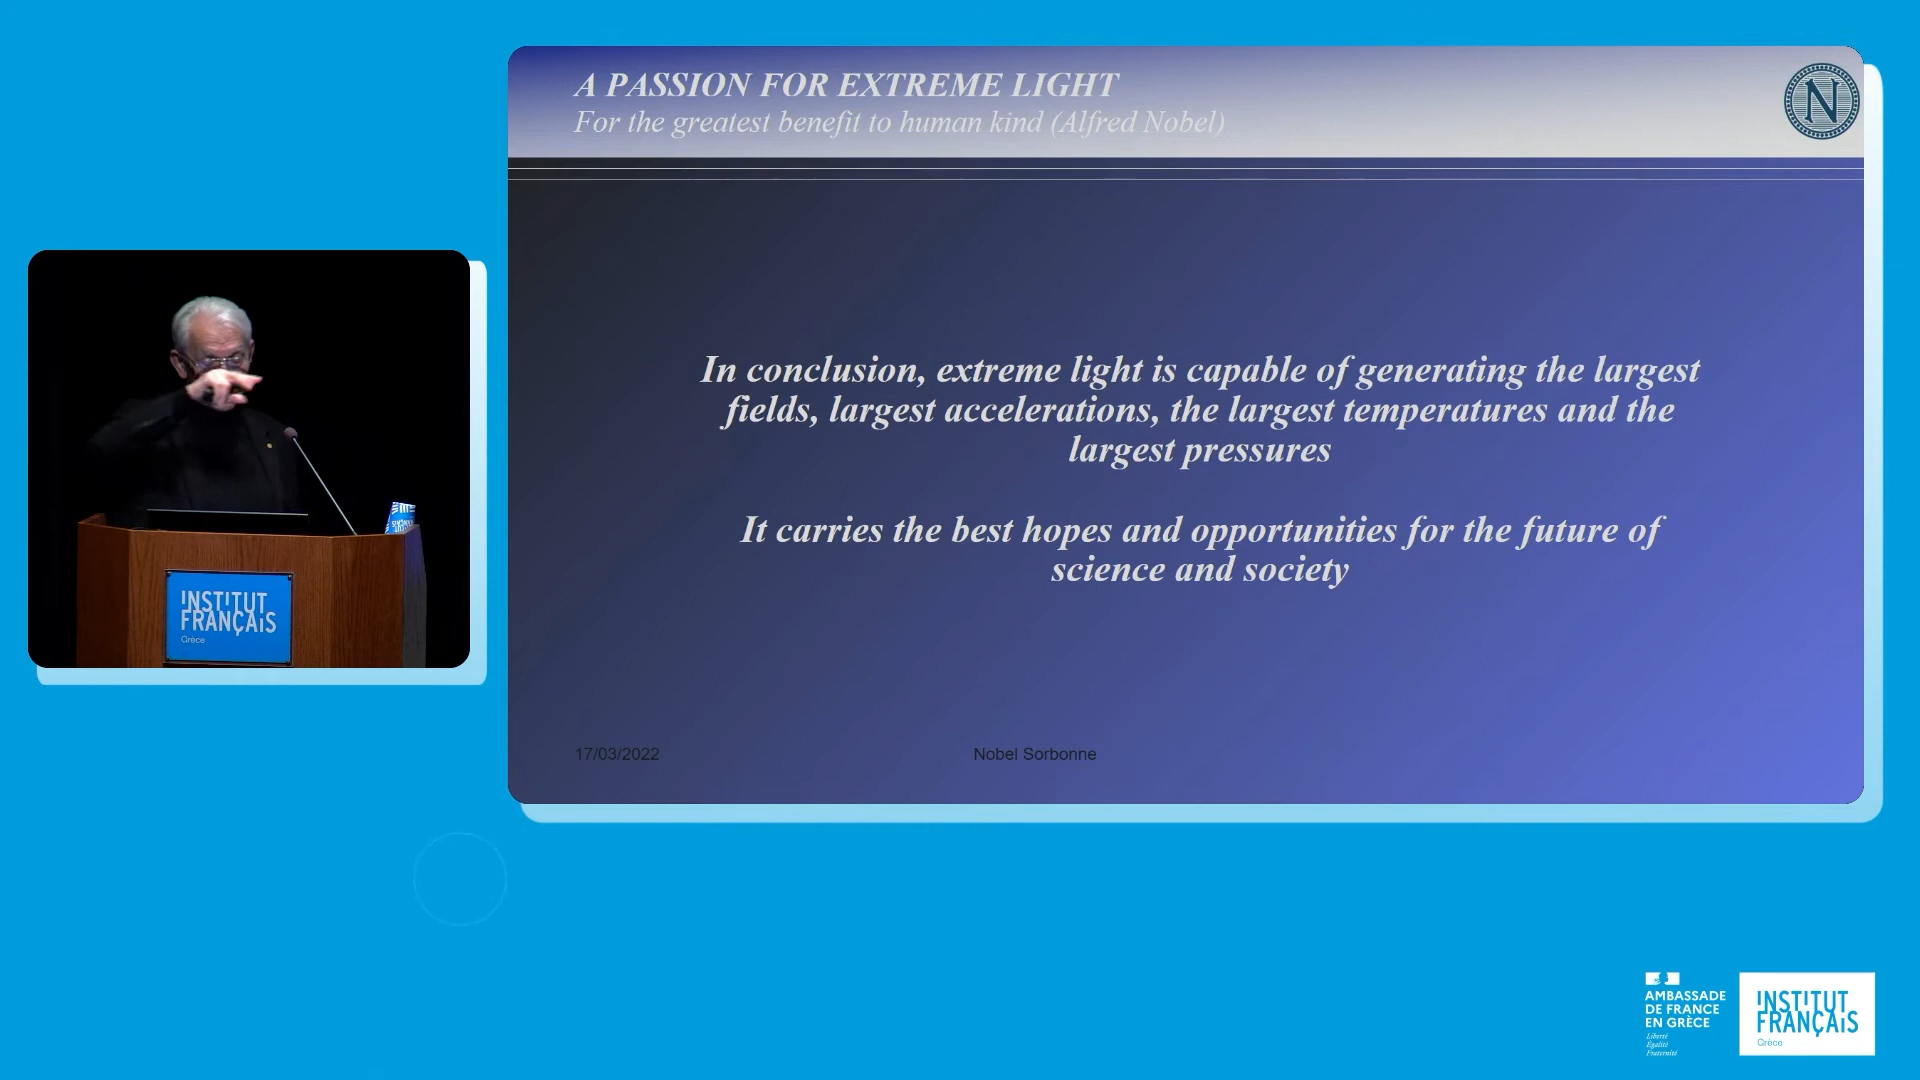 A PASSION FOR EXTREME LIGHT
For the greatest benefit to human kind (Alfred Nobel)
N
In conclusion, extreme light is capable of generating the largest
fields, largest accelerations, the largest temperatures and the
largest pressures
It carries the best hopes and opportunities for the future of
science and society
17/03/2022
Nobel Sorbonne
INSTITUT
FRANÇAIS
Grèce
AMBASSADE
DE FRANCE
EN GRÈCE
Liberté
Égalité
Fraternité
INSTITUT
FRANÇAIS
Grèce